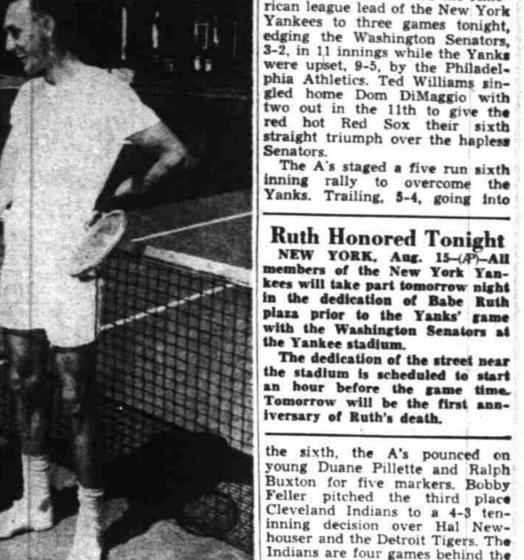 rican league lead of the New York
Yankees to three games tonight,
edging the Washington Senators,
3-2, in 11 innings while the Yanks
were upset, 9-5, by the Philadel-
phia Athletics. Ted Williams sin-
gled home Dom DiMaggio with
two out in the 11th to give the
red hot Red Sox their sixth
straight triumph over the hapless
Senators.
The A's staged a five run sixth
inning rally to overcome the
Yanks. Trailing, 5-4, going into
Ruth Honored Tonight
NEW YORK, Aug. 15—(AP)—All
members of the New York Yan-
kees will take part tomorrow night
in the dedication of Babe Ruth
plaza prior to the Yanks' game
with the Washington Senators at
the Yankee stadium.
The dedication of the street near
the stadium is scheduled to start
an hour before the game time.
Tomorrow will be the first ann-
iversary of Ruth's death.
the sixth, the A's pounced on
young Duane Pillette and Ralph
Buxton for five markers. Bobby
Feller pitched the third place
Cleveland Indians to a 4-3 ten-
inning decision over Hal New-
houser and the Detroit Tigers. The
Indians are four games behind the